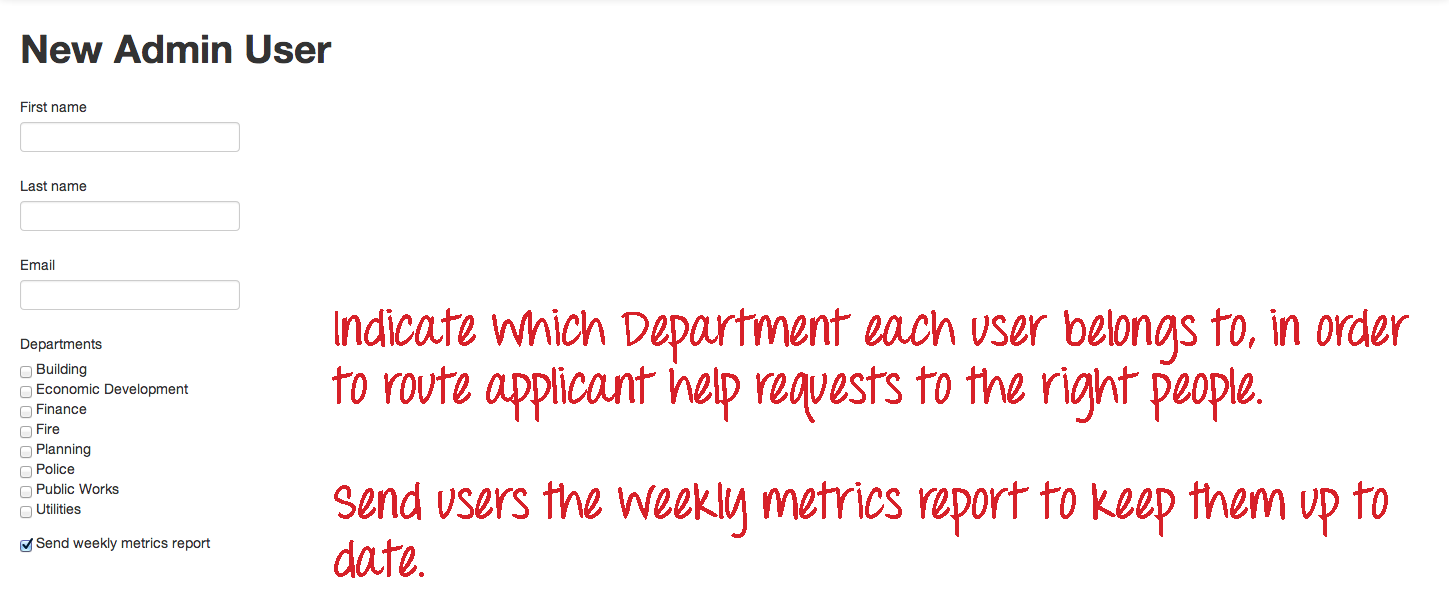 New Admin User
First name
Last name
Email
Departments
Building
Economic Development
Finance
Fire
Planning
Police
Public Works
Utilities
Send weekly metrics report
Indicate which Department each user belongs to, in order
to route applicant help requests to the right people.
Send users the weekly metrics report to keep them up to
date.